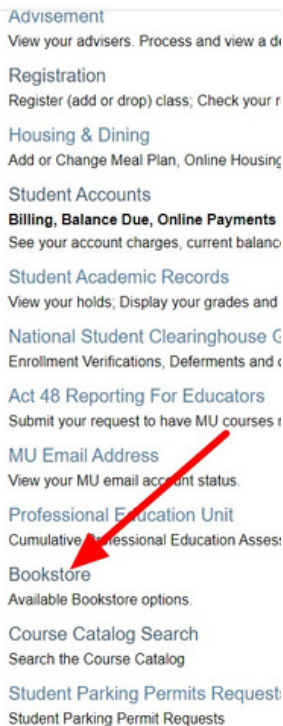 Advisement
View your advisers. Process and view a de
Registration
Register (add or drop) class; Check your r
Housing & Dining
Add or Change Meal Plan, Online Housing
Student Accounts
Billing, Balance Due, Online Payments
See your account charges, current balanc
Student Academic Records
View your holds; Display your grades and
National Student Clearinghouse G
Enrollment Verifications, Deferments and
Act 48 Reporting For Educators
Submit your request to have MU courses
MU Email Address
View your MU email account status.
Professional Education Unit
Cumulative Professional Education Assess
Bookstore
Available Bookstore options.
Course Catalog Search
Search the Course Catalog
Student Parking Permits Requests
Student Parking Permit Requests